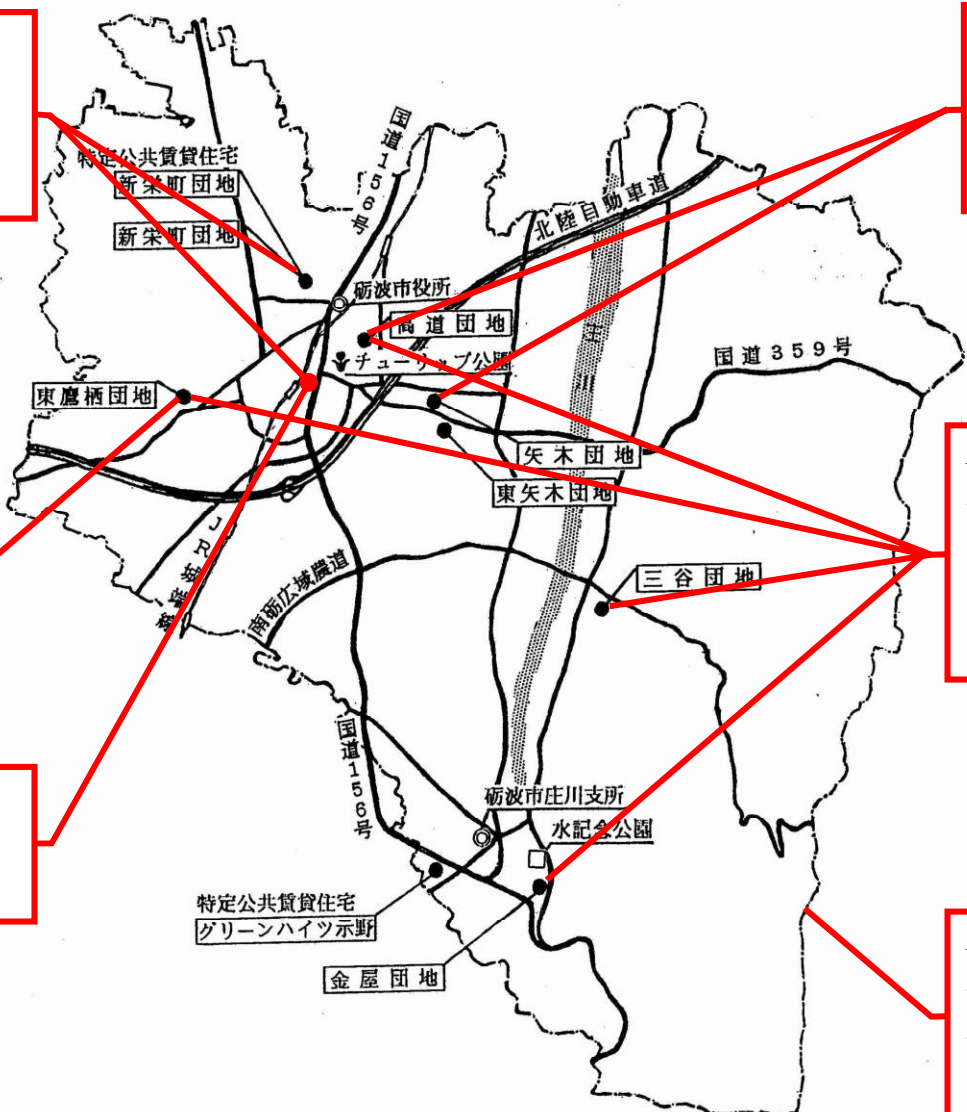 国道156号
特定公共賃貸住宅
新栄町団地
新栄町団地
北陸自動車道
砺波市役所
高道団地
チューリップ公園
国道359号
東鷹栖団地
矢木団地
東矢木団地
JR城端線
南砺広域農道
三谷団地
国道156号
砺波市庄川支所
水記念公園
特定公共賃貸住宅
グリーンハイツ示野
金屋団地